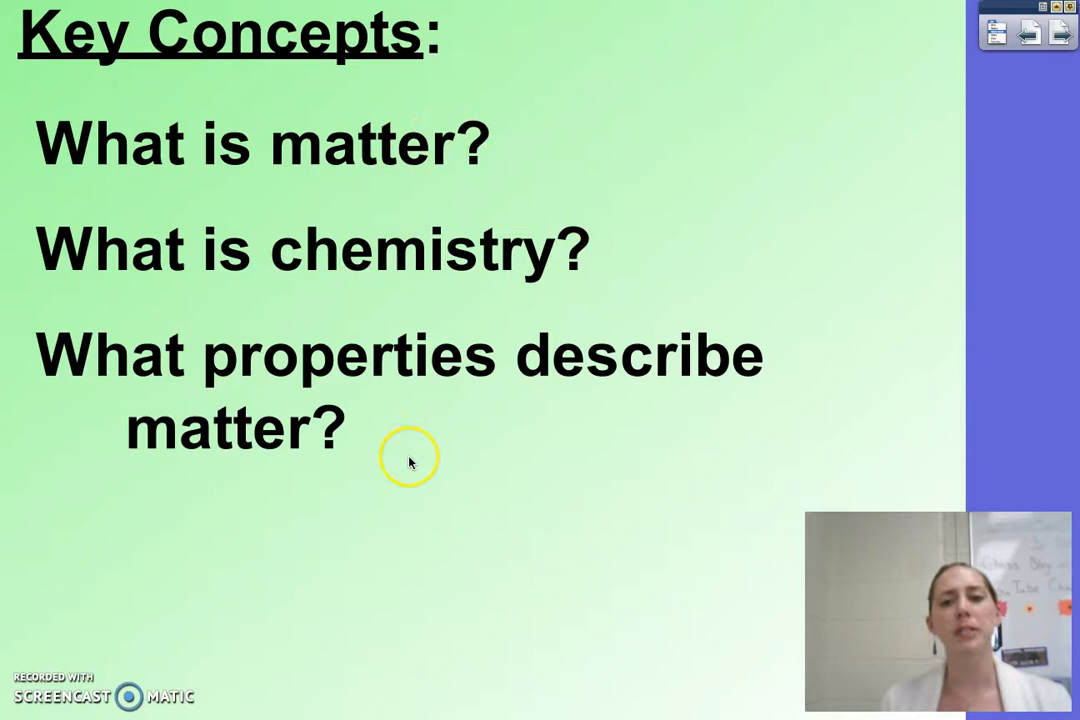 Key Concepts:
What is matter?
What is chemistry?
What properties describe
matter?
RECORDED WITH
SCREENCAST MATIC